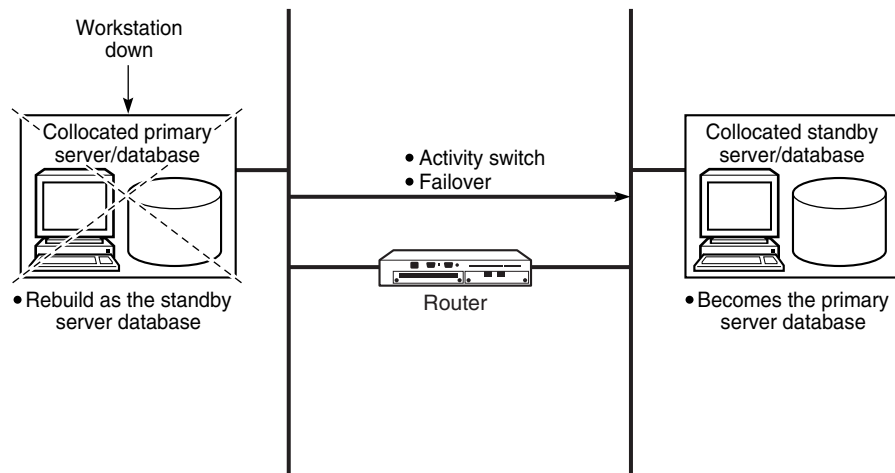 Workstation
down
Collocated primary
server/database
• Rebuild as the standby
server database
• Activity switch
• Failover
Router
Collocated standby
server/database
• Becomes the primary
server database